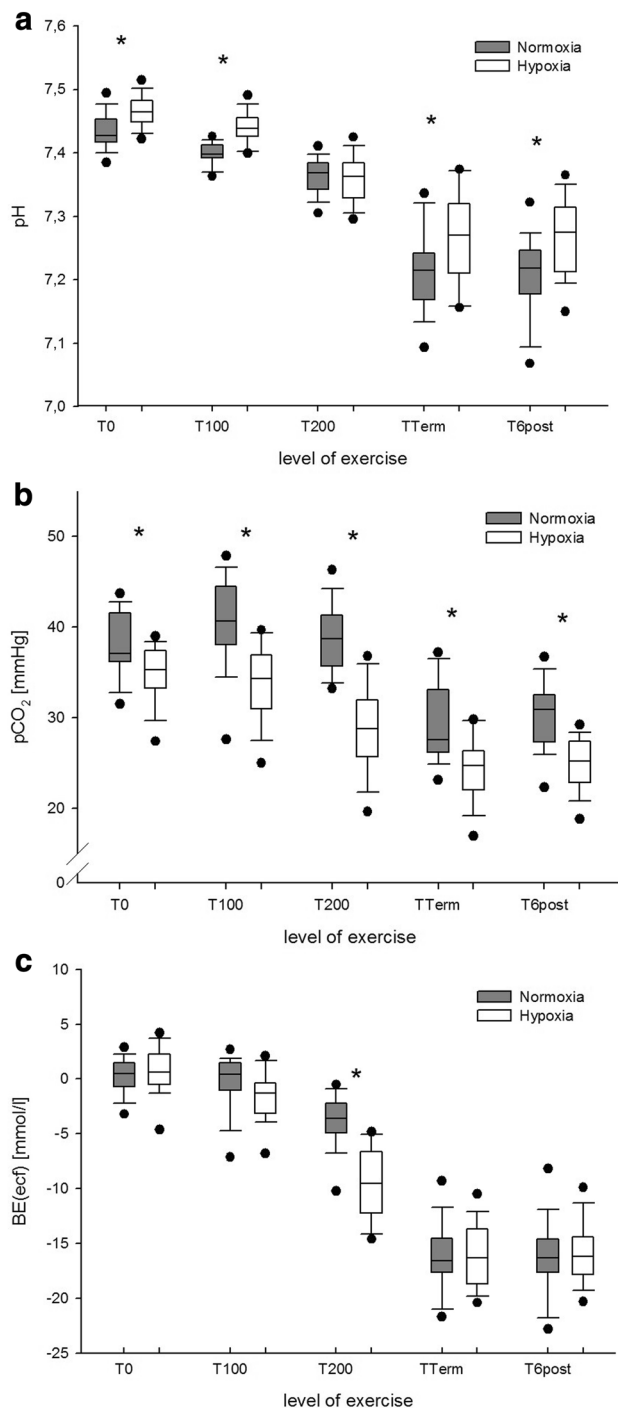 a
7,6
7,5
7,4
7,3
7,2
7,1
7,0
pH
* * * *
Normoxia
Hypoxia
T0 T100 T200 TTerm T6post
level of exercise
b
50
40
30
20
0
pCO₂ [mmHg]
* * * * *
Normoxia
Hypoxia
T0 T100 T200 TTerm T6post
level of exercise
c
10
5
0
-5
-10
-15
-20
-25
BE(ecf) [mmol/l]
*
Normoxia
Hypoxia
T0 T100 T200 TTerm T6post
level of exercise